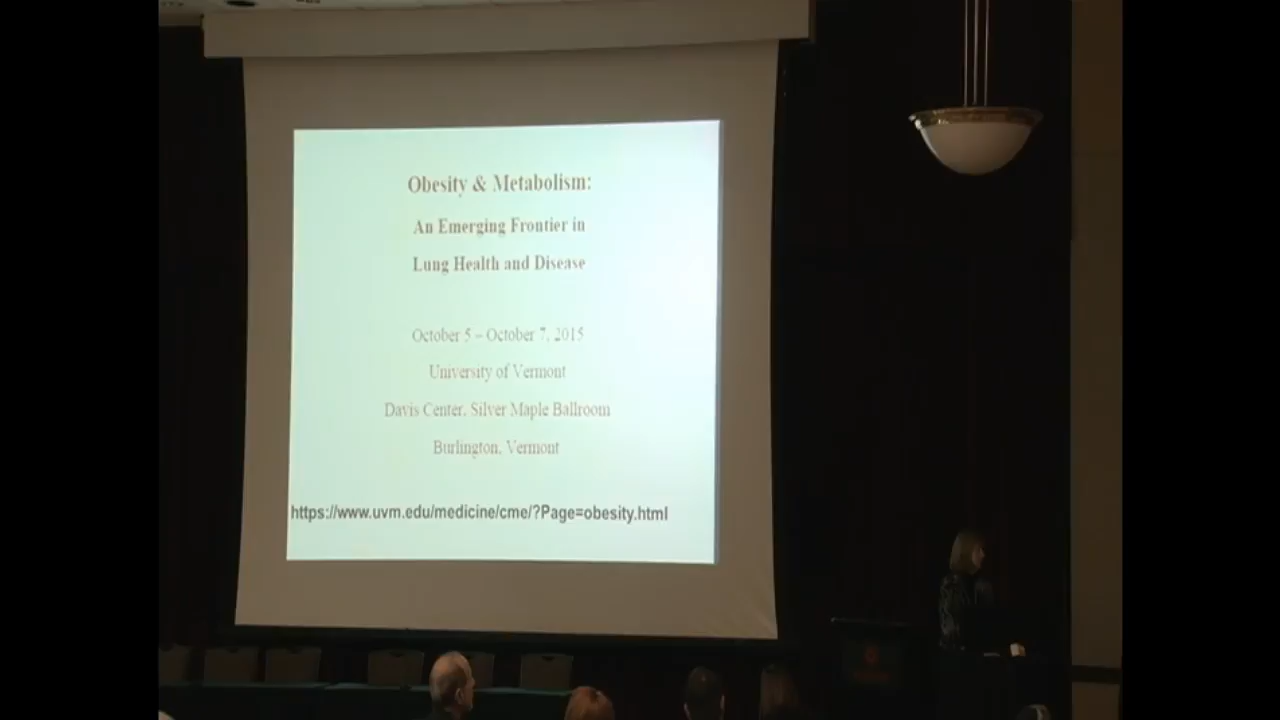 Obesity & Metabolism:
An Emerging Frontier in
Lung Health and Disease
October 5 – October 7, 2015
University of Vermont
Davis Center, Silver Maple Ballroom
Burlington, Vermont
https://www.uvm.edu/medicine/cme/?Page=obesity.html